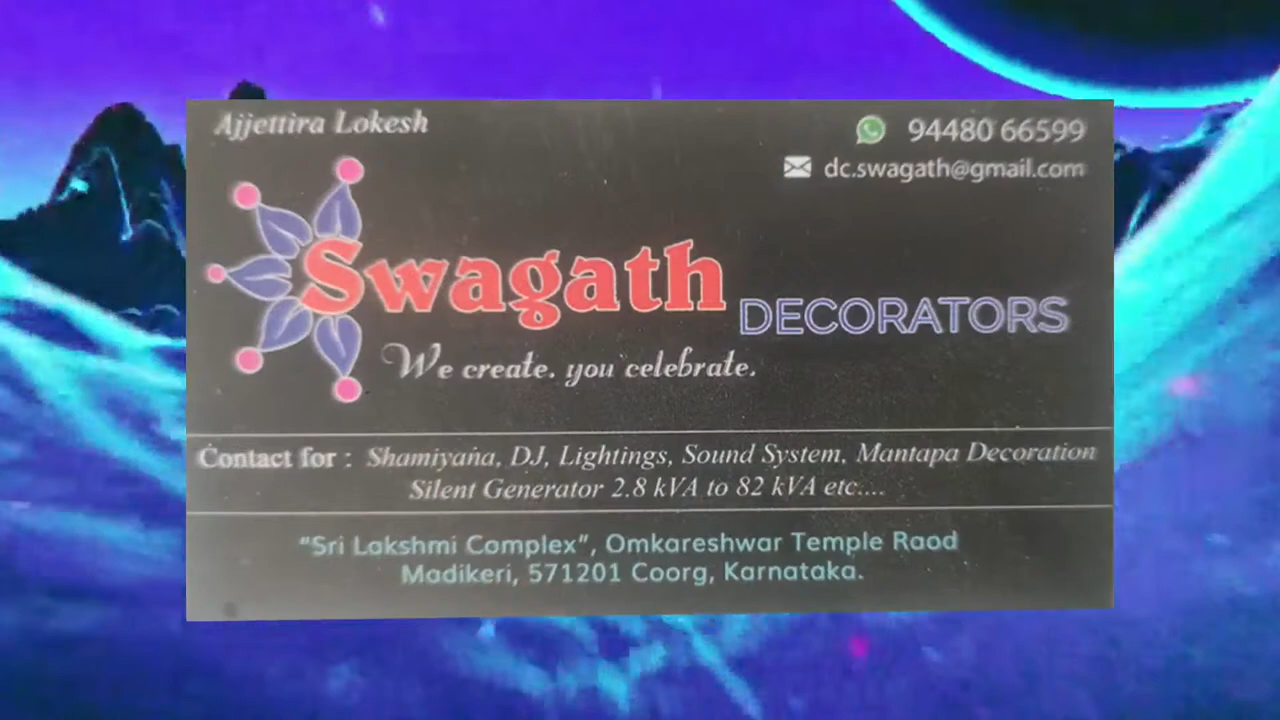 Ajjettira Lokesh
94480 66599
dc.swagath@gmail.com
Swagath DECORATORS
We create. you celebrate.
Contact for : Shamiyana, DJ, Lightings, Sound System, Mantapa Decoration
Silent Generator 2.8 kVA to 82 kVA etc....
"Sri Lakshmi Complex", Omkareshwar Temple Raod
Madikeri, 571201 Coorg, Karnataka.